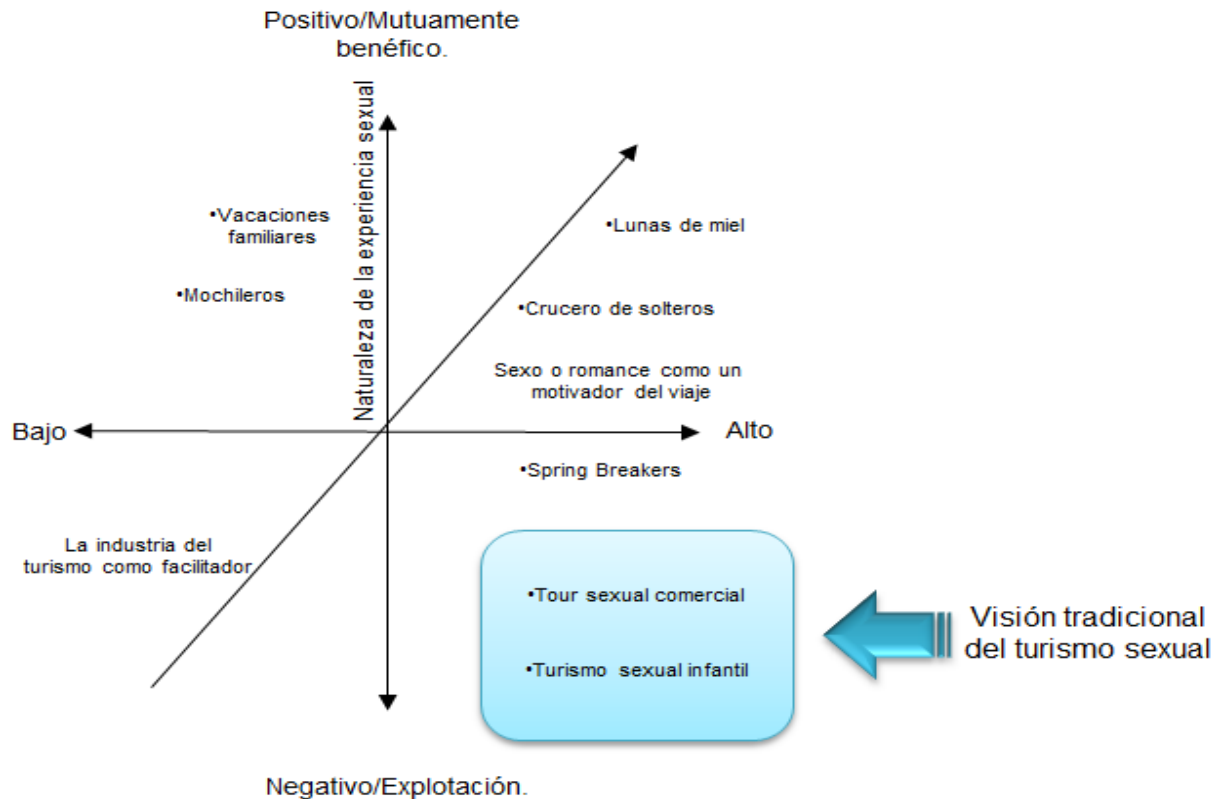 Positivo/Mutuamente
benéfico.
Naturaleza de la experiencia sexual
•Vacaciones
familiares
•Lunas de miel
•Mochileros
•Crucero de solteros
Sexo o romance como un
motivador del viaje
Bajo
Alto
•Spring Breakers
La industria del
turismo como facilitador
•Tour sexual comercial
•Turismo sexual infantil
Visión tradicional
del turismo sexual
Negativo/Explotación.